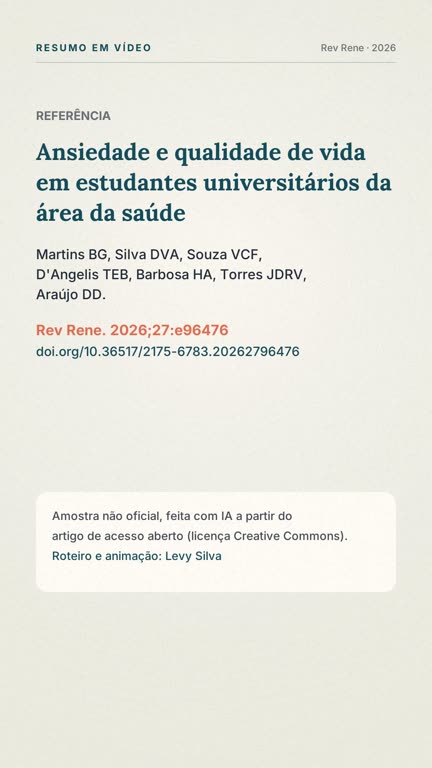 RESUMO EM VÍDEO
Rev Rene · 2026
REFERÊNCIA
Ansiedade e qualidade de vida
em estudantes universitários da
área da saúde
Martins BG, Silva DVA, Souza VCF,
D'Angelis TEB, Barbosa HA, Torres JDRV,
Araújo DD.
Rev Rene. 2026;27:e96476
doi.org/10.36517/2175-6783.20262796476
Amostra não oficial, feita com IA a partir do
artigo de acesso aberto (licença Creative Commons).
Roteiro e animação: Levy Silva